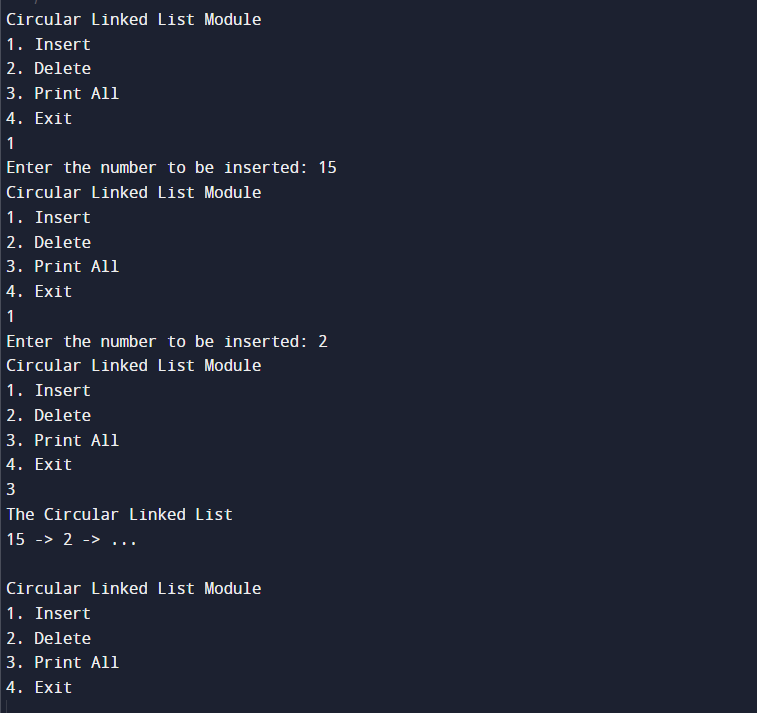 Circular Linked List Module
1. Insert
2. Delete
3. Print All
4. Exit
1
Enter the number to be inserted: 15
Circular Linked List Module
1. Insert
2. Delete
3. Print All
4. Exit
1
Enter the number to be inserted: 2
Circular Linked List Module
1. Insert
2. Delete
3. Print All
4. Exit
3
The Circular Linked List
15 -> 2 -> ...
Circular Linked List Module
1. Insert
2. Delete
3. Print All
4. Exit